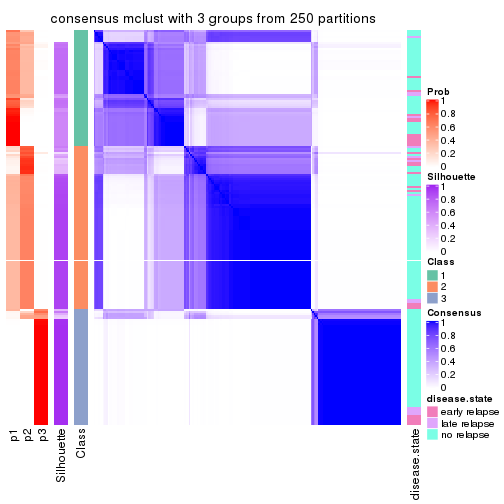 consensus mclust with 3 groups from 250 partitions
Prob
1
0.8
0.6
0.4
0.2
0
Silhouette
1
0.8
0.6
0.4
0.2
0
Class
1
2
3
Consensus
1
0.8
0.6
0.4
0.2
0
disease.state
early relapse
late relapse
no relapse
p1
p2
p3
Silhouette
Class
disease.state